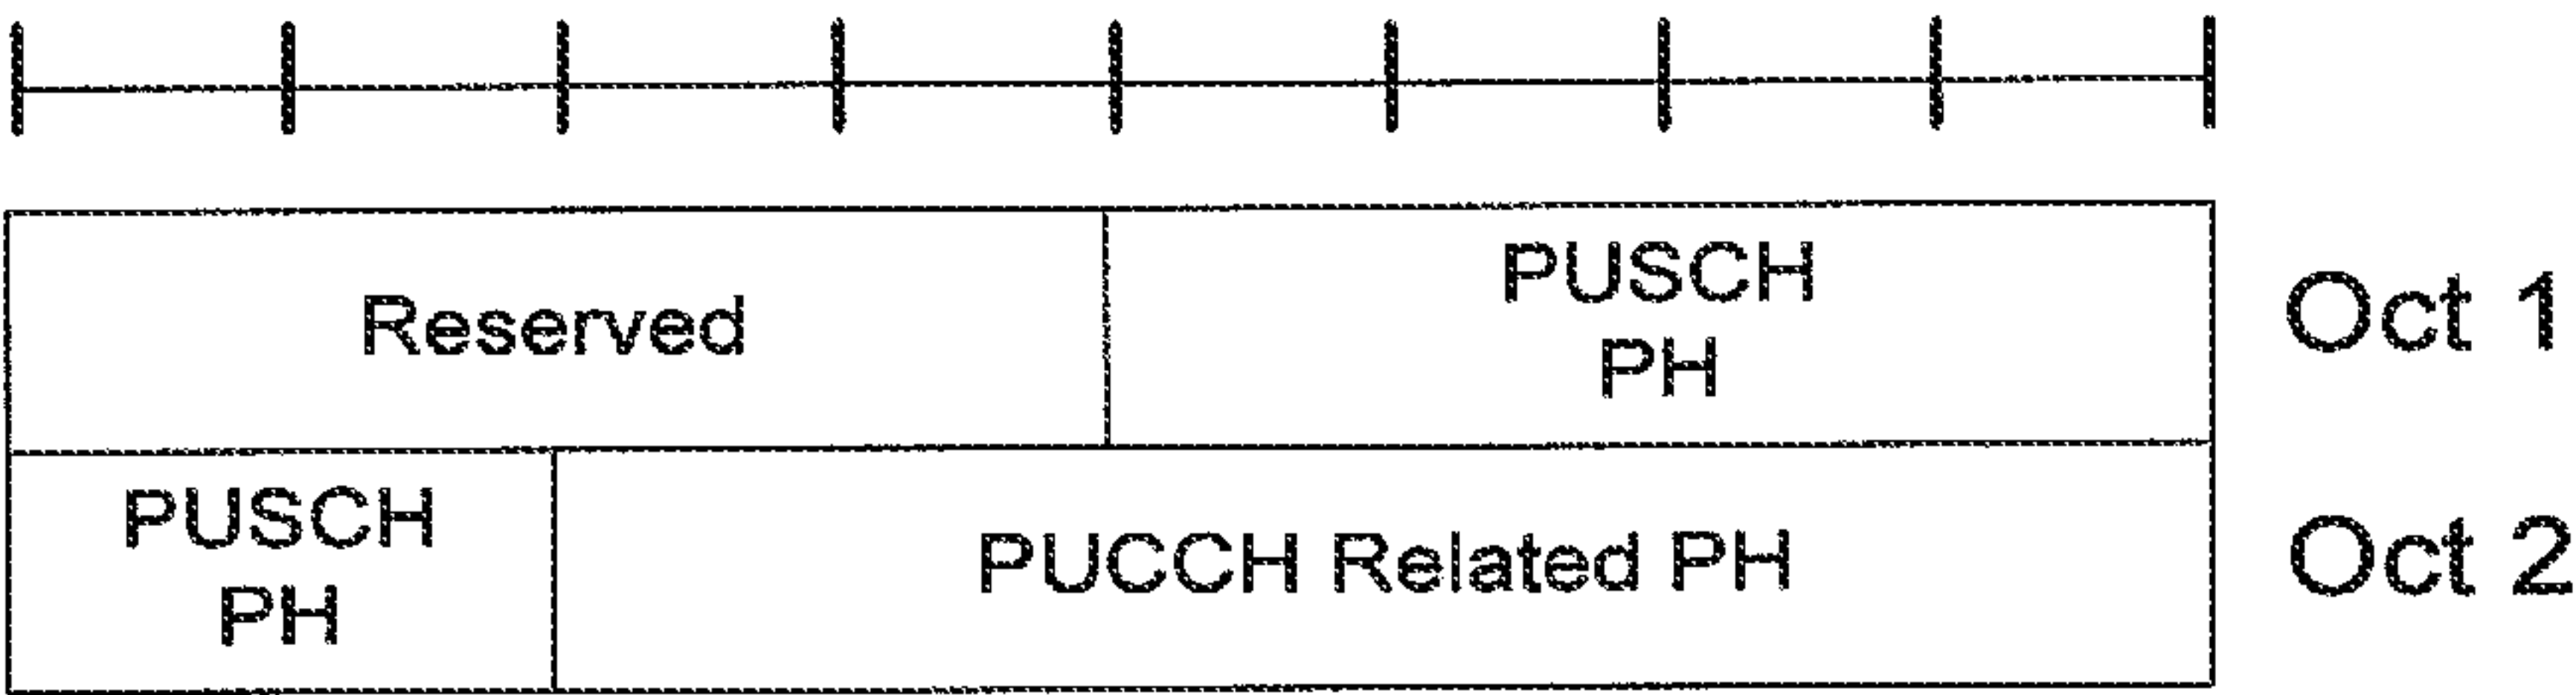 Reserved
PUSCH
PH
Oct 1
PUSCH
PH
PUCCH Related PH
Oct 2